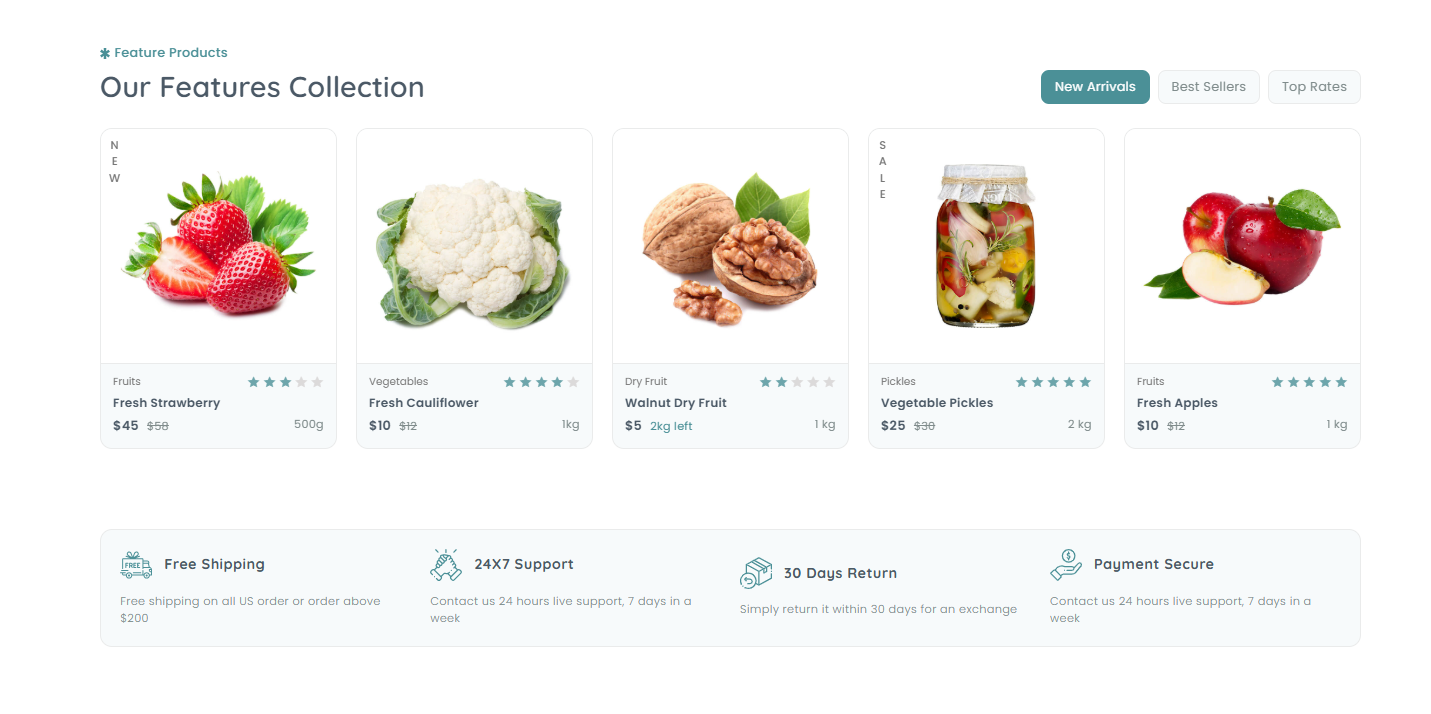 Feature Products
Our Features Collection
New Arrivals
Best Sellers
Top Rates
N
E
W
Fruits
Fresh Strawberry
$45 $58 500g
Vegetables
Fresh Cauliflower
$10 $12 1kg
Dry Fruit
Walnut Dry Fruit
$5 2kg left 1 kg
S
A
L
E
Pickles
Vegetable Pickles
$25 $30 2 kg
Fruits
Fresh Apples
$10 $12 1 kg
FREE
Free Shipping
Free shipping on all US order or order above
$200
24X7 Support
Contact us 24 hours live support, 7 days in a
week
30 Days Return
Simply return it within 30 days for an exchange
$
Payment Secure
Contact us 24 hours live support, 7 days in a
week